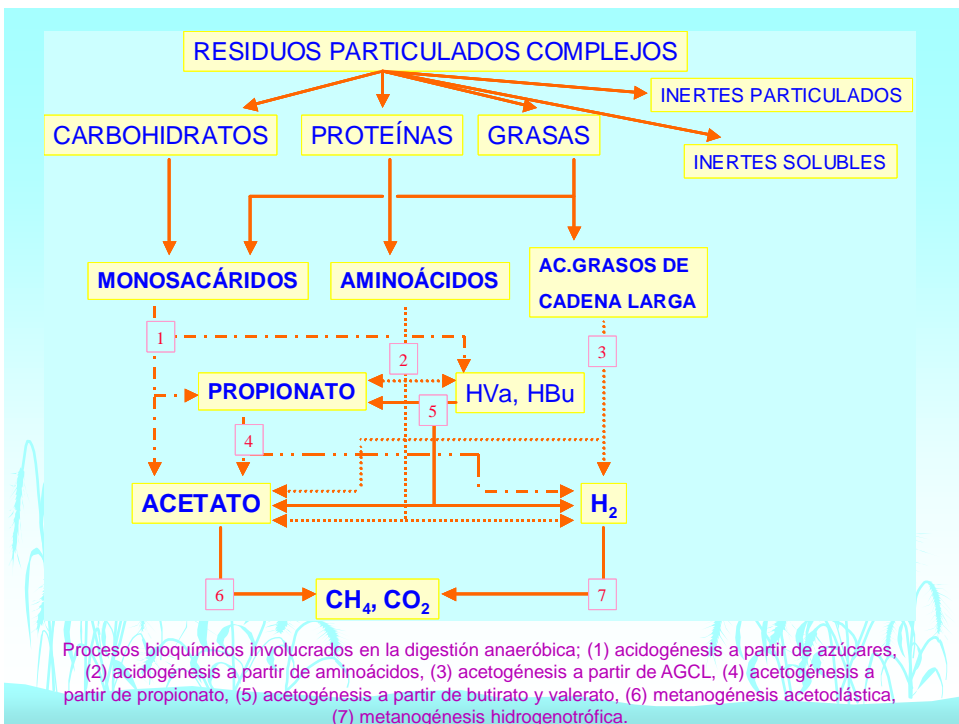 RESIDUOS PARTICULADOS COMPLEJOS
INERTES PARTICULADOS
CARBOHIDRATOS
PROTEÍNAS
GRASAS
INERTES SOLUBLES
MONOSACÁRIDOS
AMINOÁCIDOS
AC.GRASOS DE
CADENA LARGA
1
2
3
PROPIONATO
HVa, HBu
5
4
ACETATO
H₂
6
CH₄, CO₂
7
Procesos bioquímicos involucrados en la digestión anaeróbica; (1) acidogénesis a partir de azúcares,
(2) acidogénesis a partir de aminoácidos, (3) acetogénesis a partir de AGCL, (4) acetogénesis a
partir de propionato, (5) acetogénesis a partir de butirato y valerato, (6) metanogénesis acetoclástica,
(7) metanogénesis hidrogenotrófica.